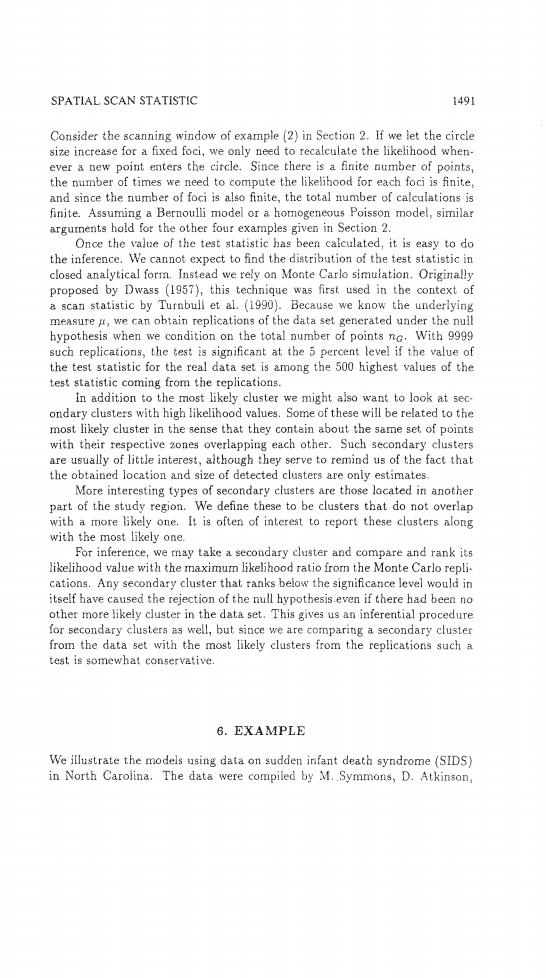 SPATIAL SCAN STATISTIC 1491
Consider the scanning window of example (2) in Section 2. If we let the circle
size increase for a fixed foci, we only need to recalculate the likelihood when-
ever a new point enters the circle. Since there is a finite number of points,
the number of times we need to compute the likelihood for each foci is finite,
and since the number of foci is also finite, the total number of calculations is
finite. Assuming a Bernoulli model or a homogeneous Poisson model, similar
arguments hold for the other four examples given in Section 2.
Once the value of the test statistic has been calculated, it is easy to do
the inference. We cannot expect to find the distribution of the test statistic in
closed analytical form. Instead we rely on Monte Carlo simulation. Originally
proposed by Dwass (1957), this technique was first used in the context of
a scan statistic by Turnbull et al. (1990). Because we know the underlying
measure μ, we can obtain replications of the data set generated under the null
hypothesis when we condition on the total number of points n_G. With 9999
such replications, the test is significant at the 5 percent level if the value of
the test statistic for the real data set is among the 500 highest values of the
test statistic coming from the replications.
In addition to the most likely cluster we might also want to look at sec-
ondary clusters with high likelihood values. Some of these will be related to the
most likely cluster in the sense that they contain about the same set of points
with their respective zones overlapping each other. Such secondary clusters
are usually of little interest, although they serve to remind us of the fact that
the obtained location and size of detected clusters are only estimates.
More interesting types of secondary clusters are those located in another
part of the study region. We define these to be clusters that do not overlap
with a more likely one. It is often of interest to report these clusters along
with the most likely one.
For inference, we may take a secondary cluster and compare and rank its
likelihood value with the maximum likelihood ratio from the Monte Carlo repli-
cations. Any secondary cluster that ranks below the significance level would in
itself have caused the rejection of the null hypothesis even if there had been no
other more likely cluster in the data set. This gives us an inferential procedure
for secondary clusters as well, but since we are comparing a secondary cluster
from the data set with the most likely clusters from the replications such a
test is somewhat conservative.
6. EXAMPLE
We illustrate the models using data on sudden infant death syndrome (SIDS)
in North Carolina. The data were compiled by M. Symmons, D. Atkinson,